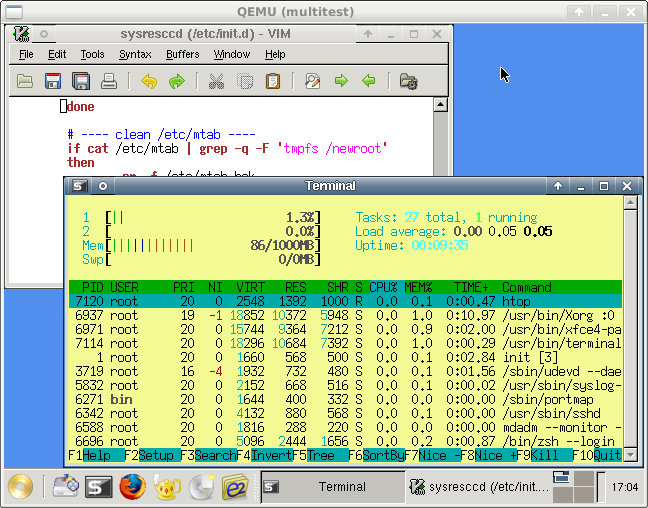 QEMU (multitest)
sysresccd (/etc/init.d) - VIM
File Edit Tools Syntax Buffers Window Help
done
# ---- clean /etc/mtab ----
if cat /etc/mtab | grep -q -F 'tmpfs /newroot'
then
Terminal
1 [|| 1.3%] Tasks: 27 total, 1 running
2 [ 0.0%] Load average: 0.00 0.05 0.05
Mem[||||||||||||| 86/1000MB] Uptime: 00:09:35
Swp[ 0/0MB]
PID USER PRI NI VIRT RES SHR S CPU% MEM% TIME+ Command
7120 root 20 0 2548 1392 1000 R 0.0 0.1 0:00.47 htop
6937 root 19 -1 18852 10372 5948 S 0.0 1.0 0:10.97 /usr/bin/Xorg :0
6971 root 20 0 15744 9364 7212 S 0.0 0.9 0:02.00 /usr/bin/xfce4-pa
7114 root 20 0 18296 10684 7392 S 0.0 1.0 0:00.29 /usr/bin/terminal
1 root 20 0 1660 568 500 S 0.0 0.1 0:02.84 init [3]
3719 root 16 -4 1932 732 480 S 0.0 0.1 0:01.56 /sbin/udevd --dae
5832 root 20 0 2152 668 516 S 0.0 0.1 0:00.02 /usr/sbin/syslog-
6271 bin 20 0 1644 400 332 S 0.0 0.0 0:00.00 /sbin/portmap
6342 root 20 0 4132 880 568 S 0.0 0.1 0:00.00 /usr/sbin/sshd
6588 root 20 0 1816 288 220 S 0.0 0.0 0:00.00 mdadm --monitor -
6696 root 20 0 5096 2444 1656 S 0.0 0.2 0:00.87 /bin/zsh --login
F1Help F2Setup F3SearchF4InvertF5Tree F6SortByF7Nice -F8Nice +F9Kill F10Quit
Terminal
sysresccd (/etc/init....
17:04